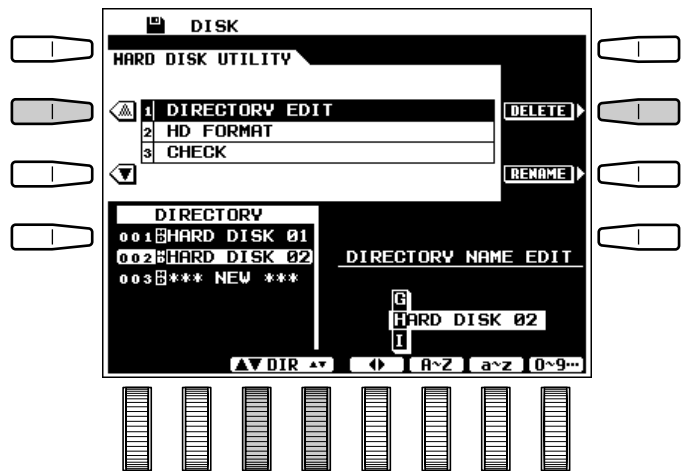 DISK
HARD DISK UTILITY
1 DIRECTORY EDIT
2 HD FORMAT
3 CHECK
DELETE
RENAME
DIRECTORY
001 HARD DISK 01
002 HARD DISK 02
003 *** NEW ***
DIRECTORY NAME EDIT
G
HARD DISK 02
I
▲▼ DIR ▲▼ ◀▶ A~Z a~z 0~9…